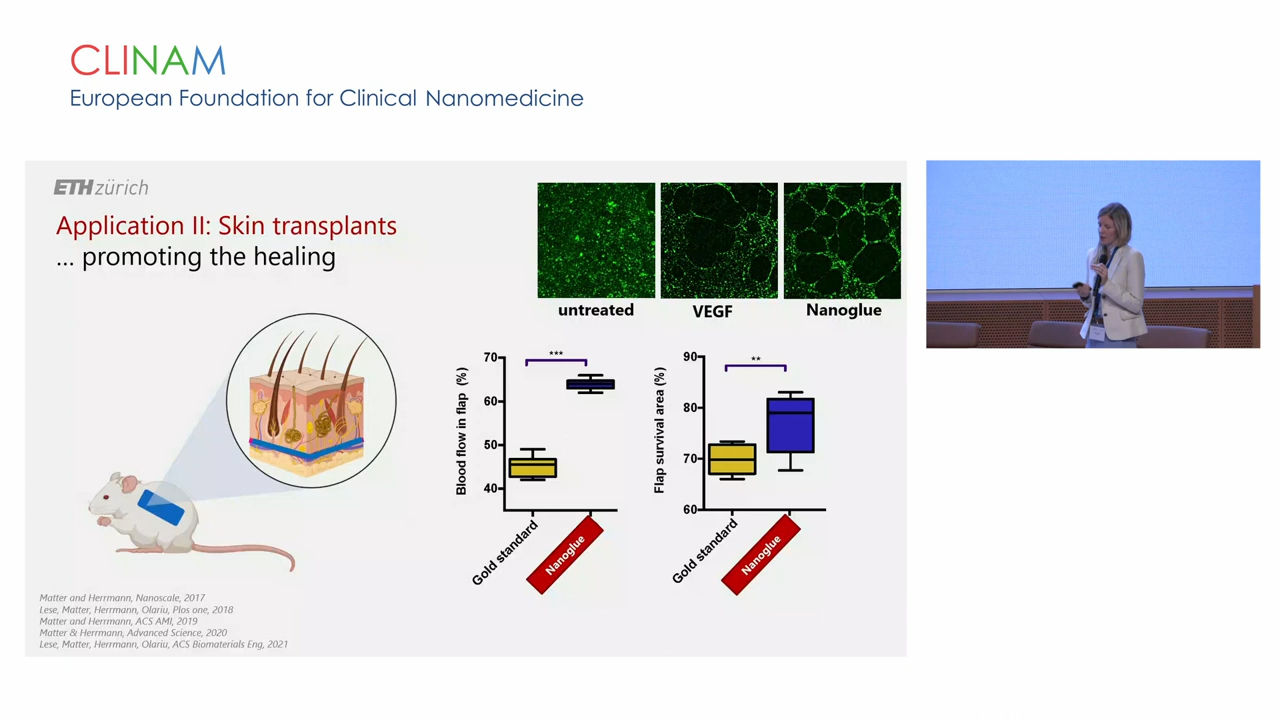 CLINAM
European Foundation for Clinical Nanomedicine
ETH zürich
Application II: Skin transplants
... promoting the healing
untreated
VEGF
Nanoglue
Blood flow in flap (%)
70
60
50
40
***
Gold standard
Nanoglue
Flap survival area (%)
90
80
70
60
**
Gold standard
Nanoglue
Matter and Herrmann, Nanoscale, 2017
Lese, Matter, Herrmann, Olariu, Plos one, 2018
Matter and Herrmann, ACS AMI, 2019
Matter & Herrmann, Advanced Science, 2020
Lese, Matter, Herrmann, Olariu, ACS Biomaterials Eng, 2021